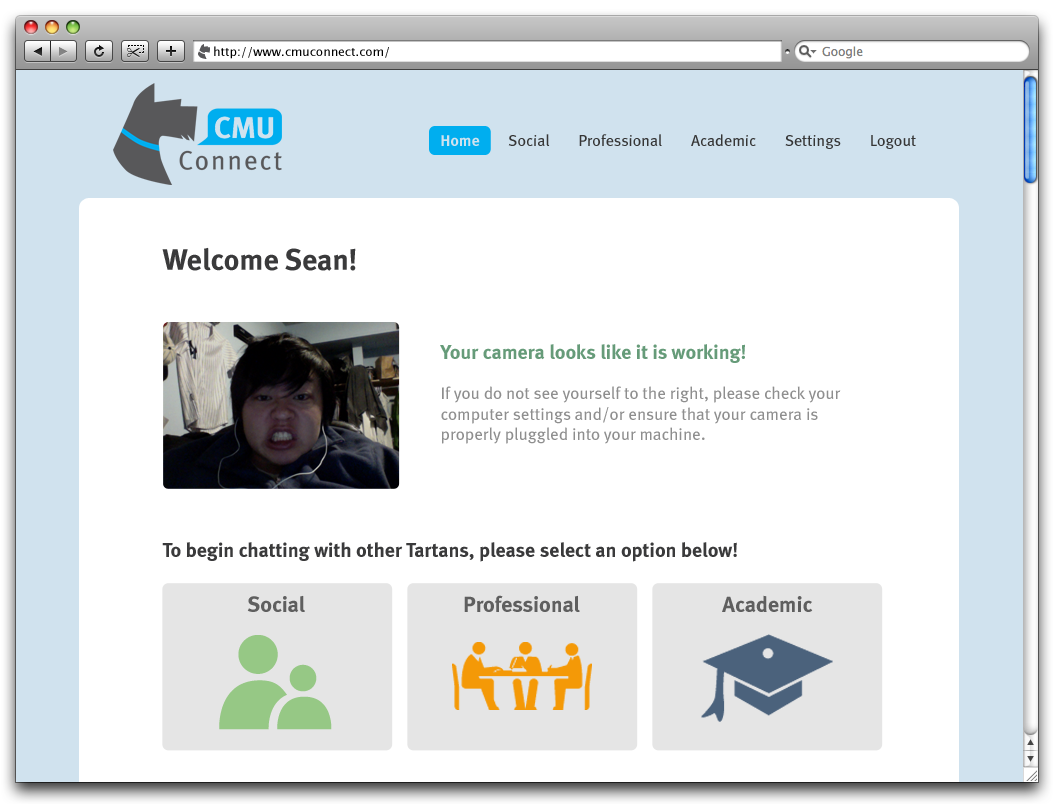 http://www.cmuconnect.com/
Google
CMU
Connect
Home Social Professional Academic Settings Logout
Welcome Sean!
Your camera looks like it is working!
If you do not see yourself to the right, please check your
computer settings and/or ensure that your camera is
properly pluggled into your machine.
To begin chatting with other Tartans, please select an option below!
Social Professional Academic